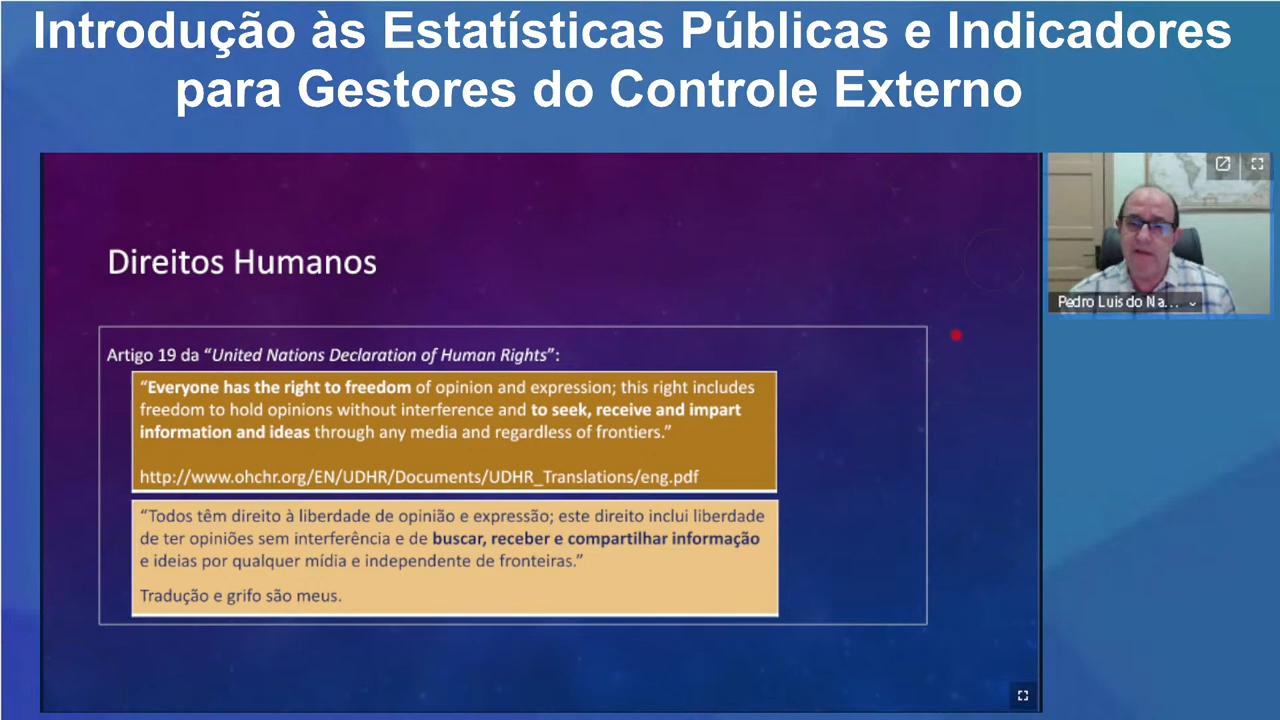 Introdução às Estatísticas Públicas e Indicadores
para Gestores do Controle Externo
Direitos Humanos
Artigo 19 da “United Nations Declaration of Human Rights”:
“Everyone has the right to freedom of opinion and expression; this right includes
freedom to hold opinions without interference and to seek, receive and impart
information and ideas through any media and regardless of frontiers.”
http://www.ohchr.org/EN/UDHR/Documents/UDHR_Translations/eng.pdf
“Todos têm direito à liberdade de opinião e expressão; este direito inclui liberdade
de ter opiniões sem interferência e de buscar, receber e compartilhar informação
e ideias por qualquer mídia e independente de fronteiras.”
Tradução e grifo são meus.
Pedro Luis do Na...